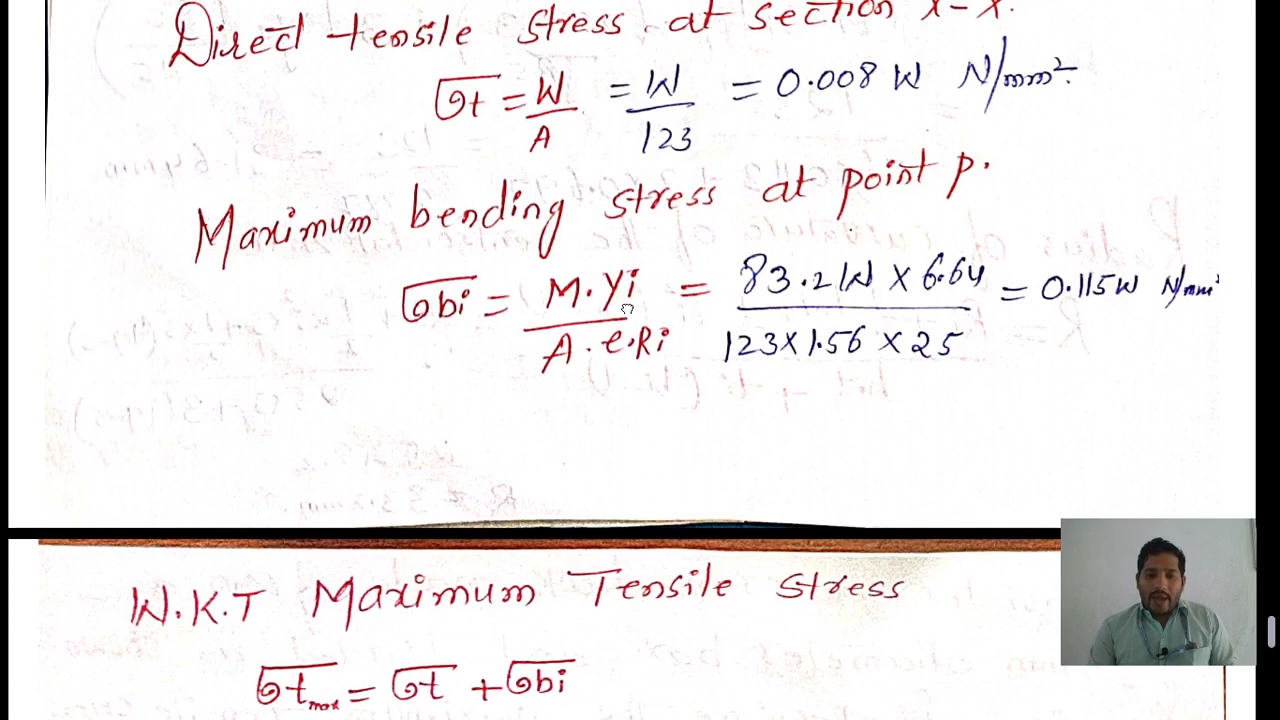 Direct tensile stress at section x-x.
σt = W/A = W/123 = 0.008 W N/mm².
Maximum bending stress at point p.
σbi = M.yi/A.e.Ri = 83.2W x 6.64/123 x 1.56 x 25 = 0.115W N/mm²
W.K.T Maximum Tensile stress
σtmax = σt + σbi